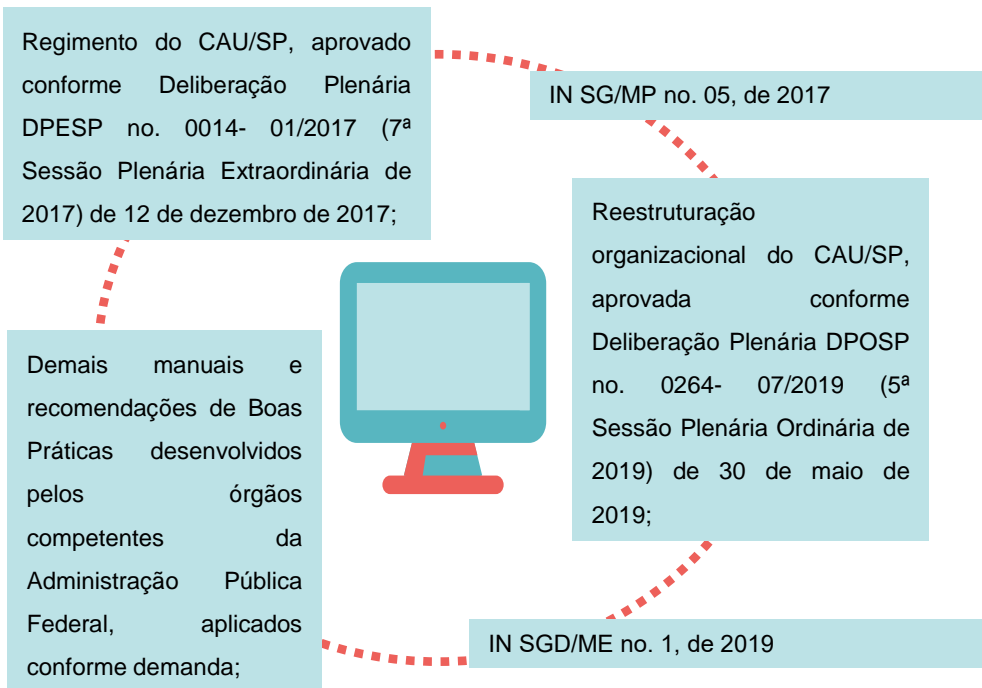 Regimento do CAU/SP, aprovado
conforme Deliberação Plenária
DPESP no. 0014- 01/2017 (7ª
Sessão Plenária Extraordinária de
2017) de 12 de dezembro de 2017;
IN SG/MP no. 05, de 2017
Reestruturação
organizacional do CAU/SP,
aprovada conforme
Deliberação Plenária DPOSP
no. 0264- 07/2019 (5ª
Sessão Plenária Ordinária de
2019) de 30 de maio de
2019;
IN SGD/ME no. 1, de 2019
Demais manuais e
recomendações de Boas
Práticas desenvolvidos
pelos órgãos
competentes da
Administração Pública
Federal, aplicados
conforme demanda;